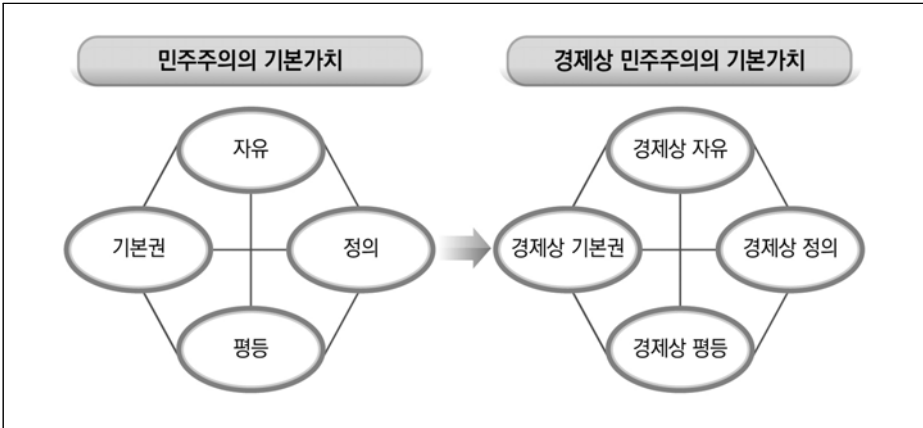 민주주의의 기본가치
자유
기본권
정의
평등
경제상 민주주의의 기본가치
경제상 자유
경제상 기본권
경제상 정의
경제상 평등